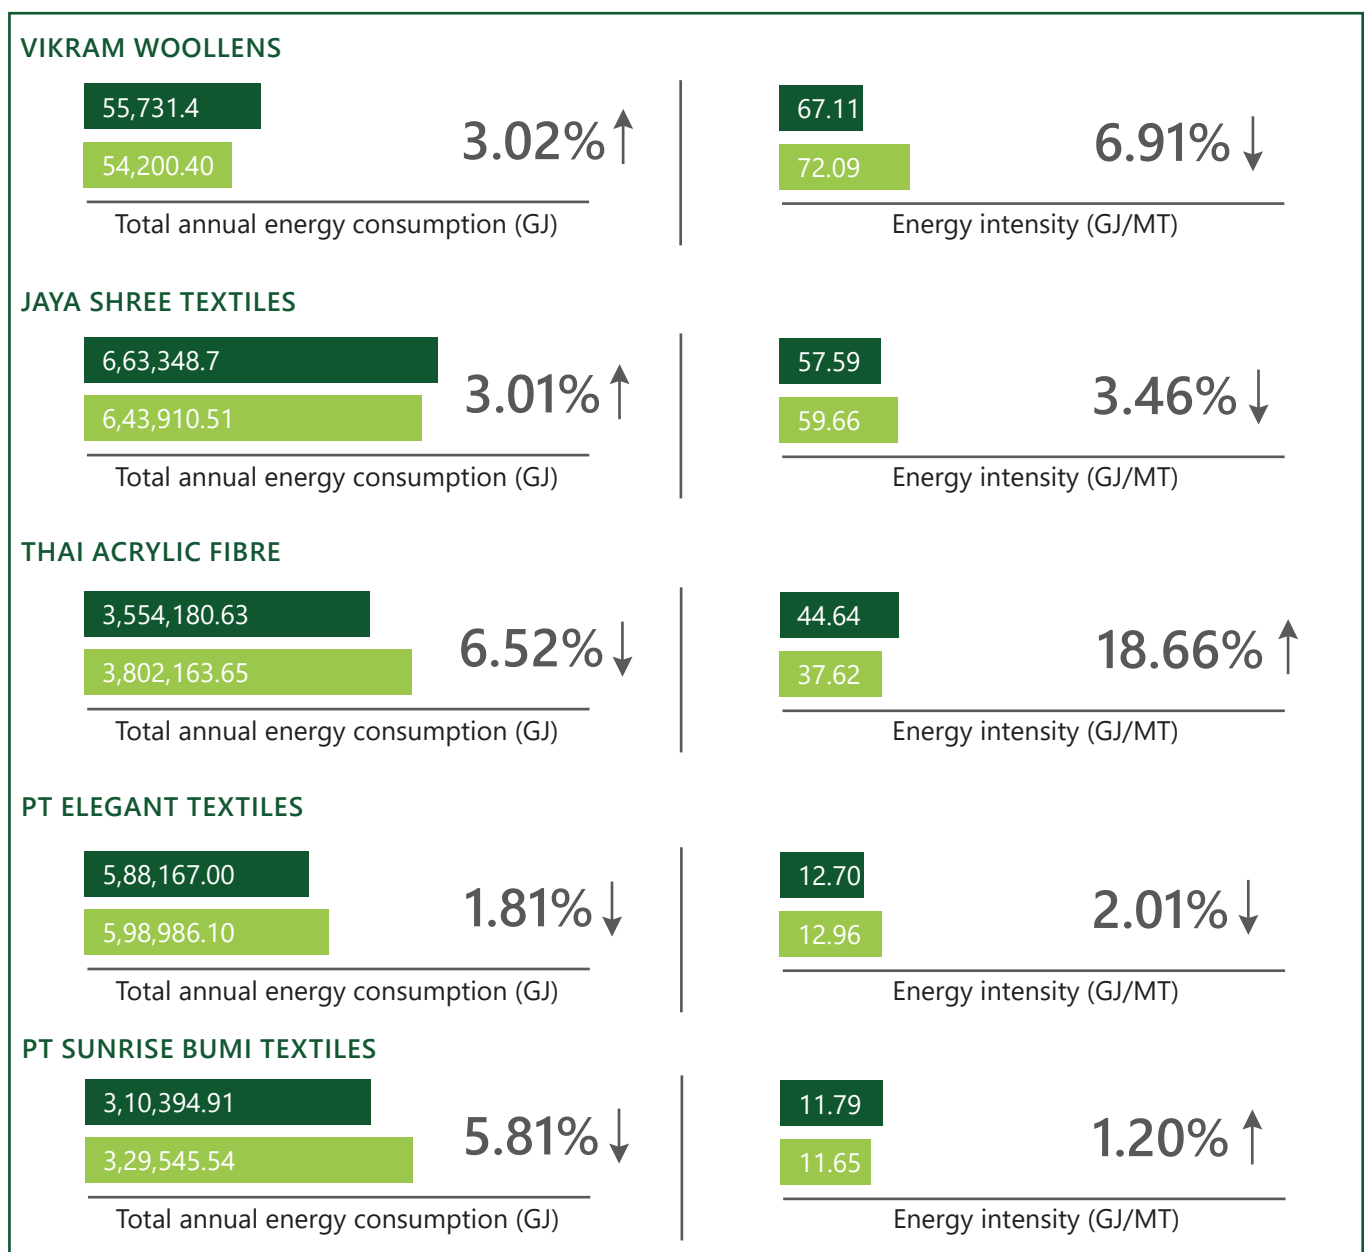 VIKRAM WOOLLENS
55,731.4
54,200.40
3.02%
Total annual energy consumption (GJ)
67.11
72.09
6.91%
Energy intensity (GJ/MT)
JAYA SHREE TEXTILES
6,63,348.7
6,43,910.51
3.01%
Total annual energy consumption (GJ)
57.59
59.66
3.46%
Energy intensity (GJ/MT)
THAI ACRYLIC FIBRE
3,554,180.63
3,802,163.65
6.52%
Total annual energy consumption (GJ)
44.64
37.62
18.66%
Energy intensity (GJ/MT)
PT ELEGANT TEXTILES
5,88,167.00
5,98,986.10
1.81%
Total annual energy consumption (GJ)
12.70
12.96
2.01%
Energy intensity (GJ/MT)
PT SUNRISE BUMI TEXTILES
3,10,394.91
3,29,545.54
5.81%
Total annual energy consumption (GJ)
11.79
11.65
1.20%
Energy intensity (GJ/MT)